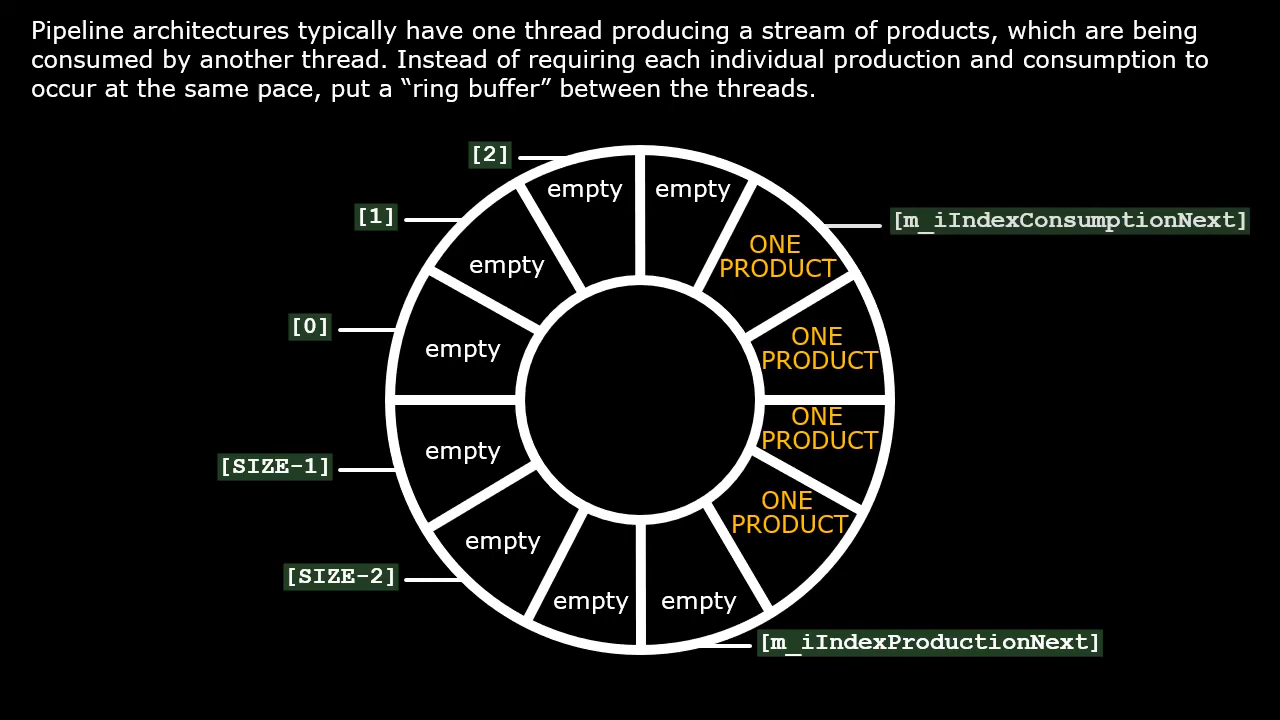 Pipeline architectures typically have one thread producing a stream of products, which are being
consumed by another thread. Instead of requiring each individual production and consumption to
occur at the same pace, put a “ring buffer” between the threads.
[2]
empty
empty
[1]
[m_iIndexConsumptionNext]
ONE
PRODUCT
empty
[0]
ONE
PRODUCT
empty
ONE
PRODUCT
empty
[SIZE-1]
ONE
PRODUCT
empty
[SIZE-2]
empty
empty
[m_iIndexProductionNext]